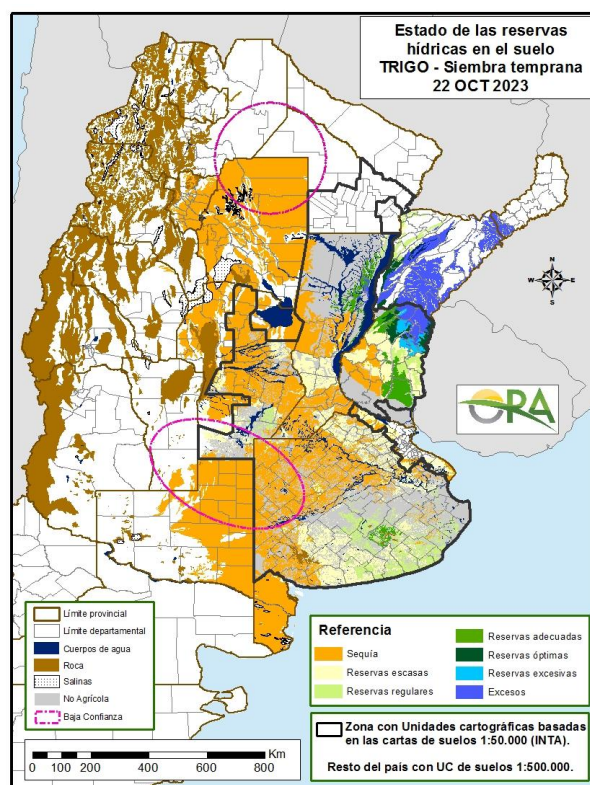 Estado de las reservas
hídricas en el suelo
TRIGO - Siembra temprana
22 OCT 2023
N
W E
S
ORA
Límite provincial
Límite departamental
Cuerpos de agua
Roca
Salinas
No Agrícola
Baja Confianza
Referencia
Sequía
Reservas escasas
Reservas regulares
Reservas adecuadas
Reservas óptimas
Reservas excesivas
Excesos
Zona con Unidades cartográficas basadas
en las cartas de suelos 1:50.000 (INTA).
Resto del país con UC de suelos 1:500.000.
Km
0 100 200 400 600 800